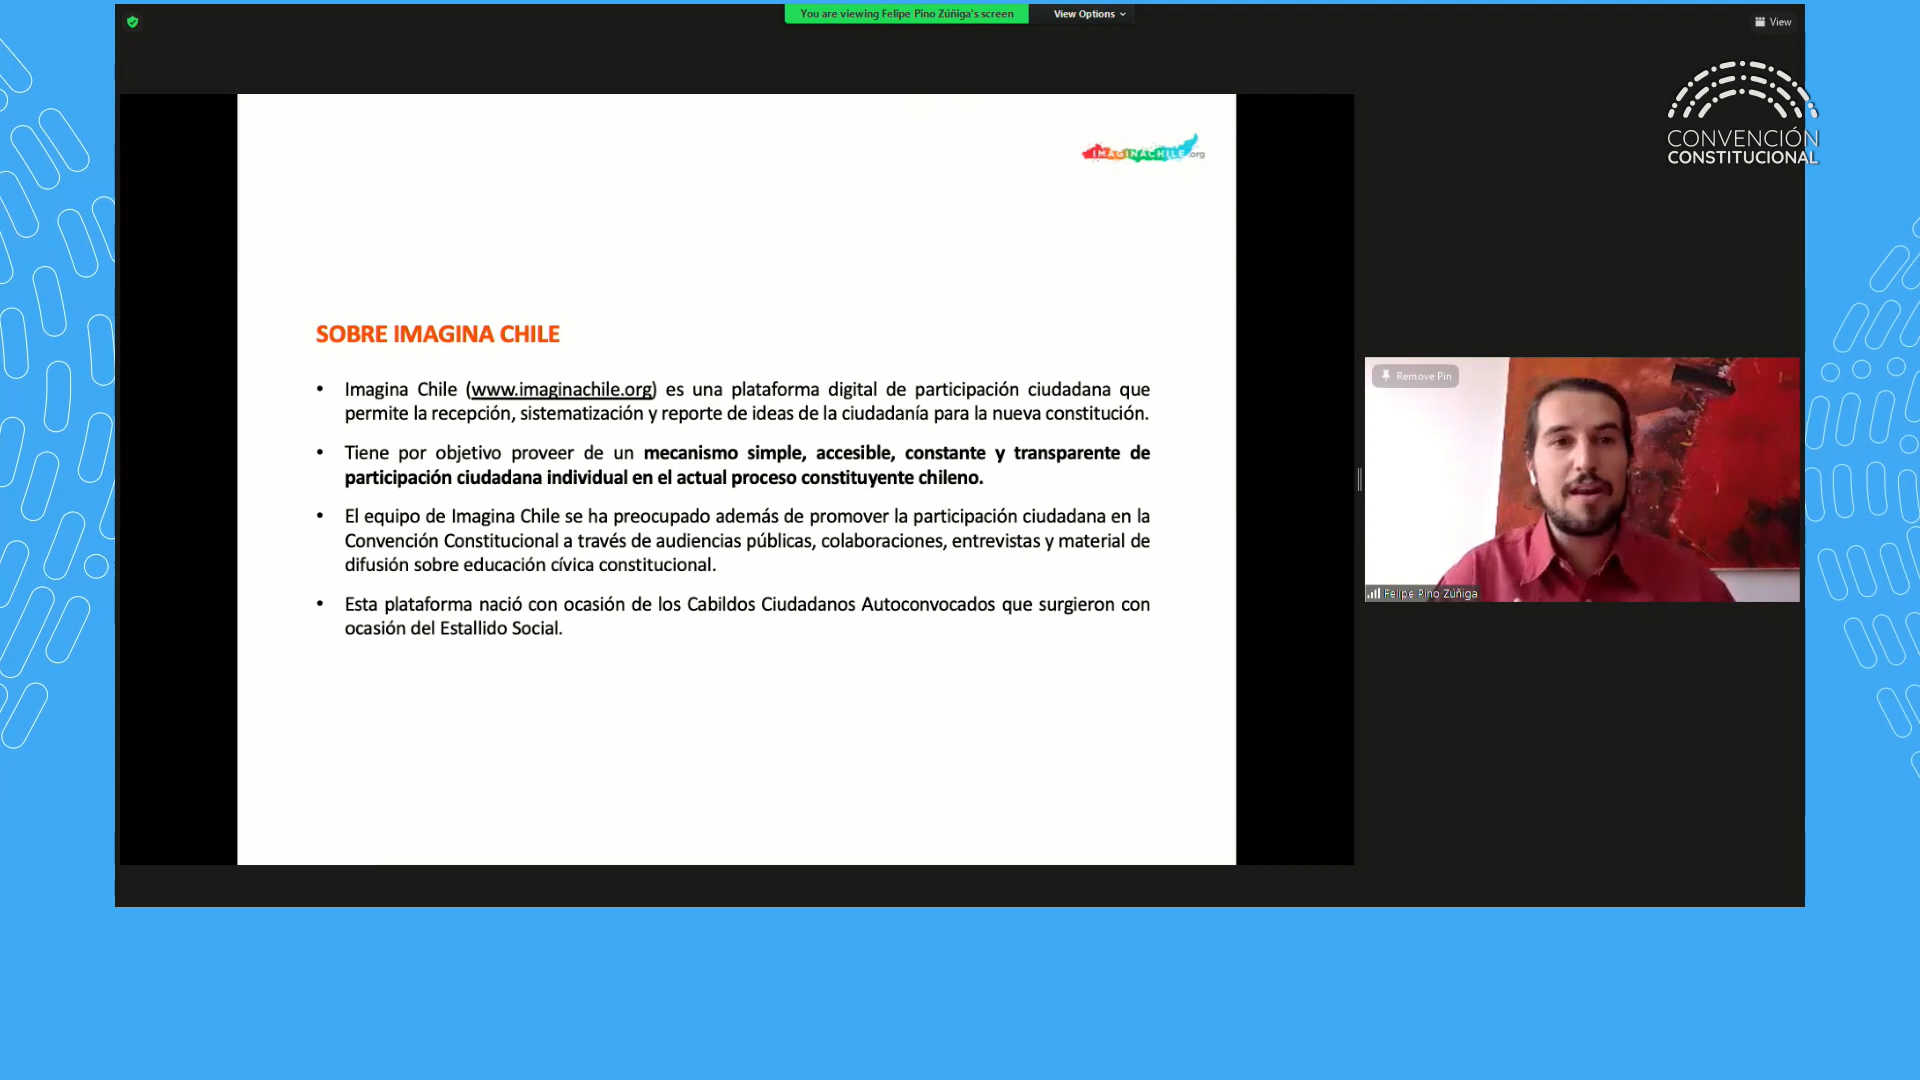 You are viewing Felipe Pino Zúñiga's screen
View Options
View
CONVENCIÓN
CONSTITUCIONAL
IMAGINACHILE.org
SOBRE IMAGINA CHILE
• Imagina Chile (www.imaginachile.org) es una plataforma digital de participación ciudadana que
permite la recepción, sistematización y reporte de ideas de la ciudadanía para la nueva constitución.
• Tiene por objetivo proveer de un mecanismo simple, accesible, constante y transparente de
participación ciudadana individual en el actual proceso constituyente chileno.
• El equipo de Imagina Chile se ha preocupado además de promover la participación ciudadana en la
Convención Constitucional a través de audiencias públicas, colaboraciones, entrevistas y material de
difusión sobre educación cívica constitucional.
• Esta plataforma nació con ocasión de los Cabildos Ciudadanos Autoconvocados que surgieron con
ocasión del Estallido Social.
Remove Pin
Felipe Pino Zúñiga